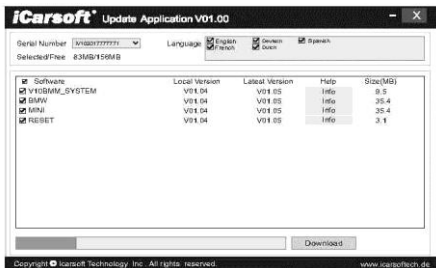 iCarsoft Update Application V01.00
Serial Number Language English Deutsch Spanish
French Dutch
Selected/Free 83MB/156MB
Software Local Version Latest Version Help Size(MB)
V10BMM_SYSTEM V01.04 V01.05 Info 9.5
BMW V01.04 V01.05 Info 35.4
MINI V01.04 V01.05 Info 35.4
RESET V01.04 V01.05 Info 3.1
Download
Copyright Icarsoft Technology Inc. All rights reserved. www.icarsoftech.de